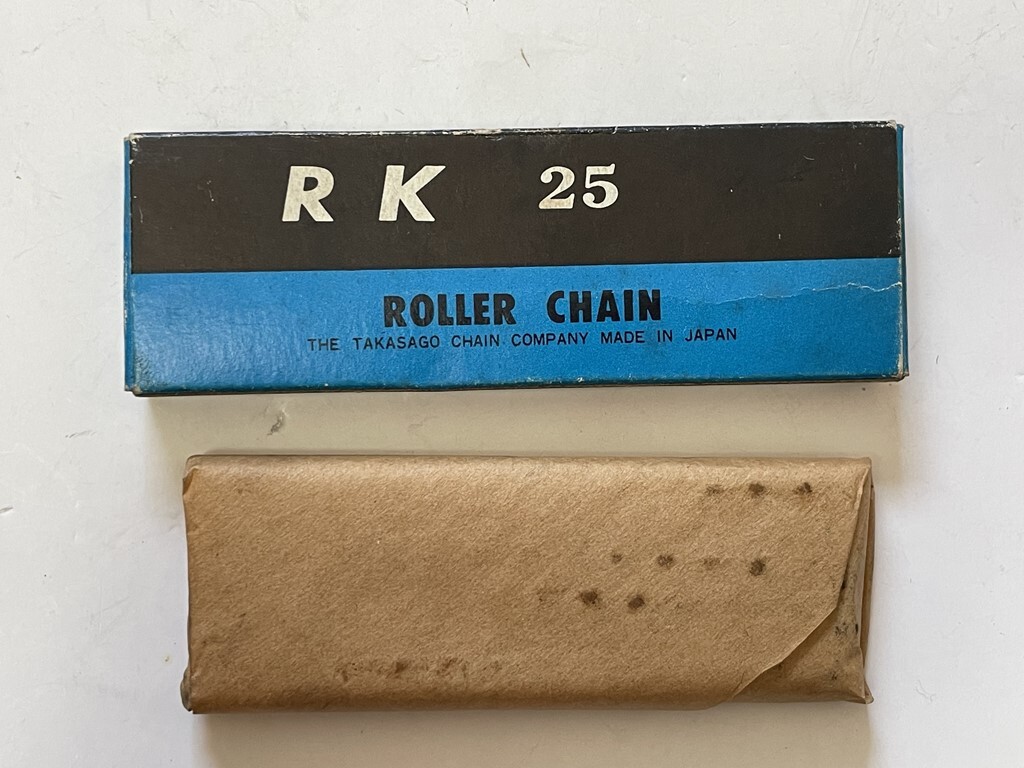 RK 25
ROLLER CHAIN
THE TAKASAGO CHAIN COMPANY MADE IN JAPAN